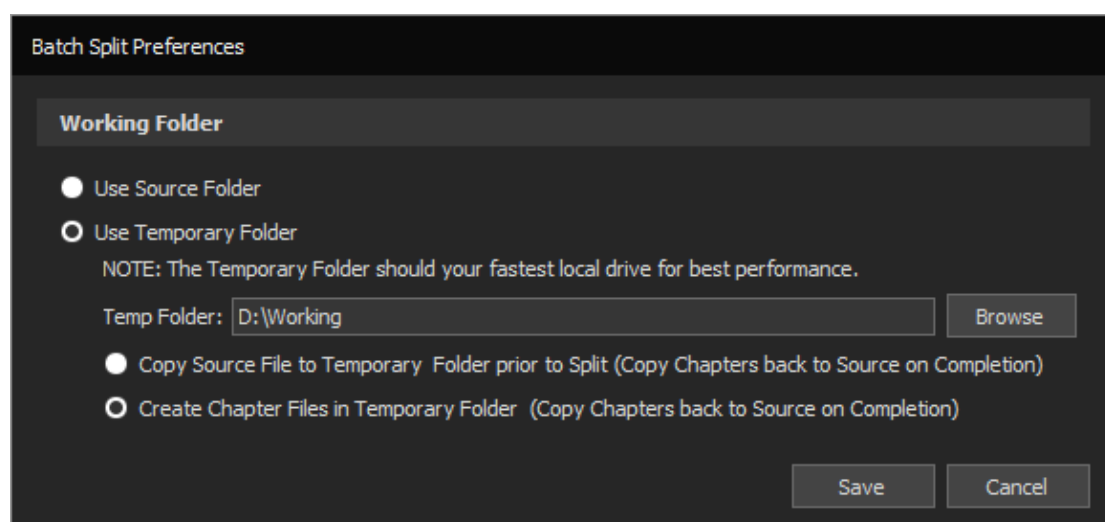 Batch Split Preferences
Working Folder
Use Source Folder
Use Temporary Folder
NOTE: The Temporary Folder should your fastest local drive for best performance.
Temp Folder: D:\Working Browse
Copy Source File to Temporary  Folder prior to Split (Copy Chapters back to Source on Completion)
Create Chapter Files in Temporary Folder  (Copy Chapters back to Source on Completion)
Save Cancel